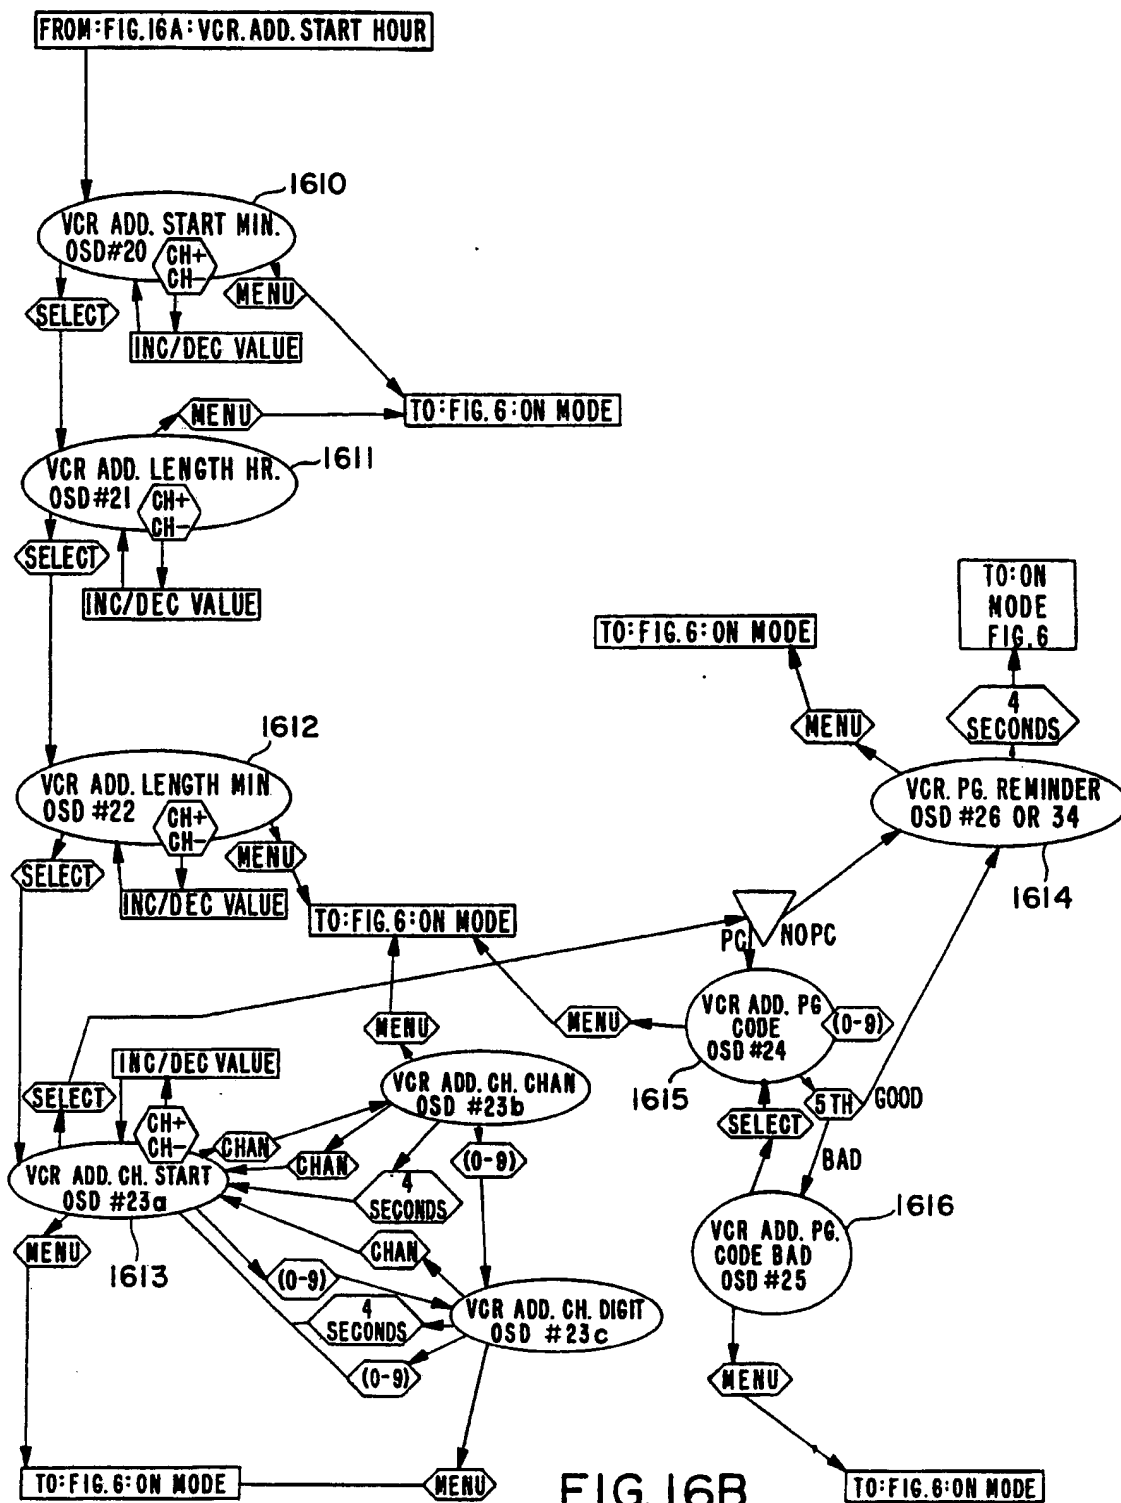 FROM:FIG.16A:VCR.ADD.START HOUR
1610
VCR ADD. START MIN.
OSD#20
CH+
CH-
SELECT
MENU
INC/DEC VALUE
MENU
TO:FIG.6:ON MODE
1611
VCR ADD. LENGTH HR.
OSD#21
CH+
CH-
SELECT
INC/DEC VALUE
TO:ON
MODE
FIG.6
TO:FIG.6:ON MODE
4
SECONDS
MENU
1612
VCR ADD. LENGTH MIN
OSD #22
CH+
CH-
VCR. PG. REMINDER
OSD #26 OR 34
SELECT
MENU
1614
INC/DEC VALUE
TO:FIG.6:ON MODE
PC
NOPC
VCR ADD. PG
CODE
OSD #24
(0-9)
MENU
MENU
1615
5TH
GOOD
INC/DEC VALUE
SELECT
VCR ADD. CH. CHAN
OSD #23b
SELECT
CH+
CH-
CHAN
CHAN
(0-9)
BAD
VCR ADD. CH. START
OSD #23a
4
SECONDS
1616
VCR ADD. PG.
CODE BAD
OSD #25
MENU
1613
CHAN
(0-9)
4
SECONDS
VCR ADD. CH. DIGIT
OSD #23c
(0-9)
MENU
TO:FIG.6:ON MODE
MENU
FIG.16B
TO:FIG.6:ON MODE